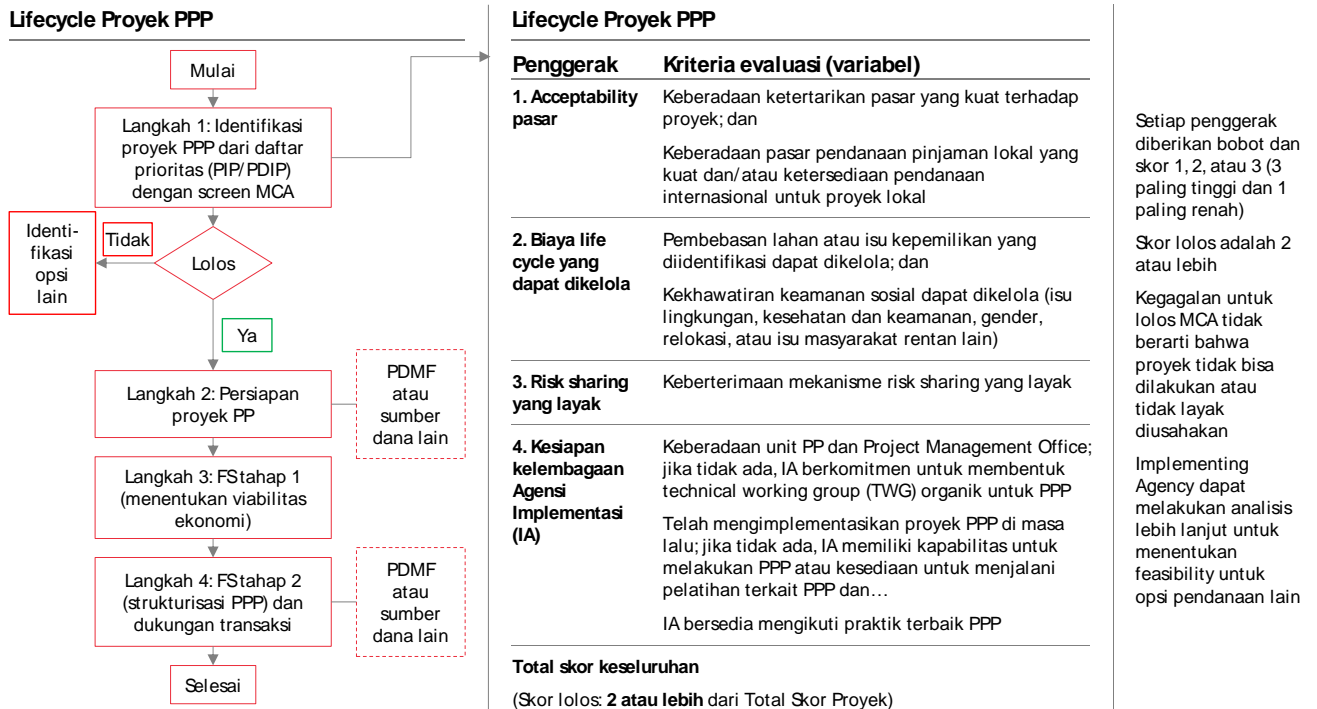 Lifecycle Proyek PPP
Mulai
Langkah 1: Identifikasi
proyek PPP dari daftar
prioritas (PIP/PDIP)
dengan screen MCA
Identi-
fikasi
opsi
lain
Tidak
Lolos
Ya
Langkah 2: Persiapan
proyek PP
PDMF
atau
sumber
dana lain
Langkah 3: FS tahap 1
(menentukan viabilitas
ekonomi)
Langkah 4: FS tahap 2
(strukturisasi PPP) dan
dukungan transaksi
PDMF
atau
sumber
dana lain
Selesai
Lifecycle Proyek PPP
Penggerak Kriteria evaluasi (variabel)
1. Acceptability
pasar
Keberadaan ketertarikan pasar yang kuat terhadap
proyek; dan
Keberadaan pasar pendanaan pinjaman lokal yang
kuat dan/atau ketersediaan pendanaan
internasional untuk proyek lokal
2. Biaya life
cycle yang
dapat dikelola
Pembebasan lahan atau isu kepemilikan yang
diidentifikasi dapat dikelola; dan
Kekhawatiran keamanan sosial dapat dikelola (isu
lingkungan, kesehatan dan keamanan, gender,
relokasi, atau isu masyarakat rentan lain)
3. Risk sharing
yang layak
Keberterimaan mekanisme risk sharing yang layak
4. Kesiapan
kelembagaan
Agensi
Implementasi
(IA)
Keberadaan unit PP dan Project Management Office;
jika tidak ada, IA berkomitmen untuk membentuk
technical working group (TWG) organik untuk PPP
Telah mengimplementasikan proyek PPP di masa
lalu; jika tidak ada, IA memiliki kapabilitas untuk
melakukan PPP atau kesediaan untuk menjalani
pelatihan terkait PPP dan…
IA bersedia mengikuti praktik terbaik PPP
Total skor keseluruhan
(Skor lolos: 2 atau lebih dari Total Skor Proyek)
Setiap penggerak
diberikan bobot dan
skor 1, 2, atau 3 (3
paling tinggi dan 1
paling renah)
Skor lolos adalah 2
atau lebih
Kegagalan untuk
lolos MCA tidak
berarti bahwa
proyek tidak bisa
dilakukan atau
tidak layak
diusahakan
Implementing
Agency dapat
melakukan analisis
lebih lanjut untuk
menentukan
feasibility untuk
opsi pendanaan lain